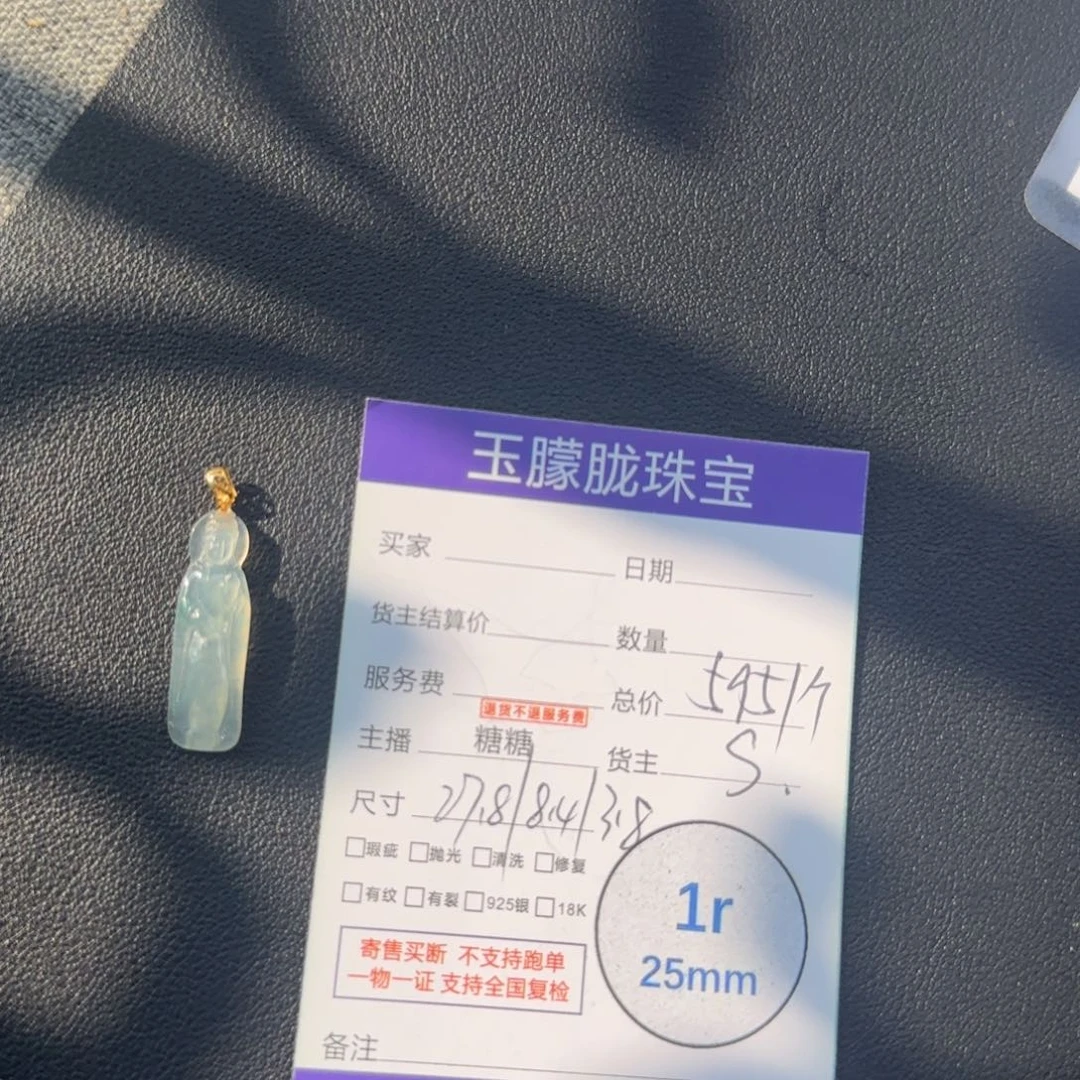 玉朦胧珠宝
买家 日期
货主结算价 数量
服务费 总价 595/
退货不退服务费
主播 糖糖 货主 S.
尺寸 27.8/8.4/3.8
□瑕疵 □抛光 □清洗 □修复
□有纹 □有裂 □925银 □18K
1r
25mm
寄售买断 不支持跑单
一物一证 支持全国复检
备注